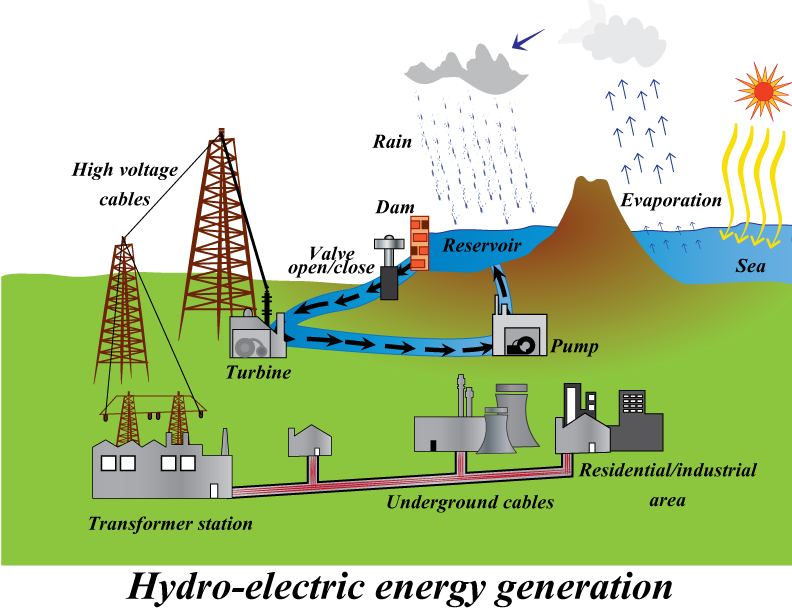 Rain
High voltage
cables
Evaporation
Dam
Reservoir
Valve
open/close
Sea
Pump
Turbine
Residential/industrial
area
Underground cables
Transformer station
Hydro-electric energy generation